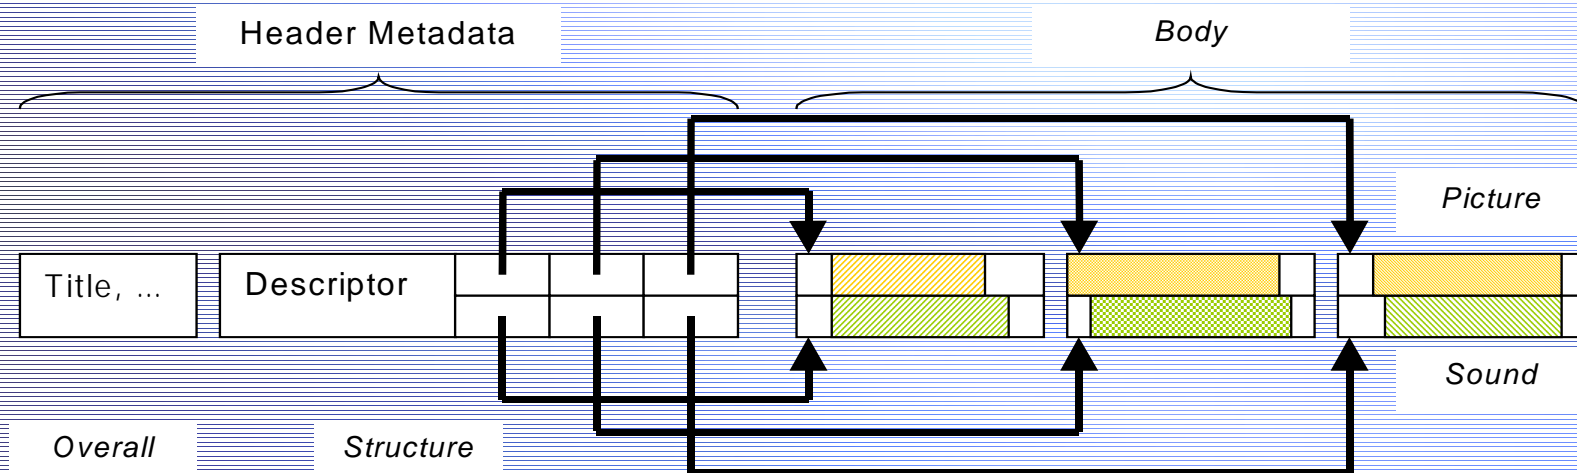 Header Metadata
Body
Picture
Title, ...
Descriptor
Sound
Overall
Structure